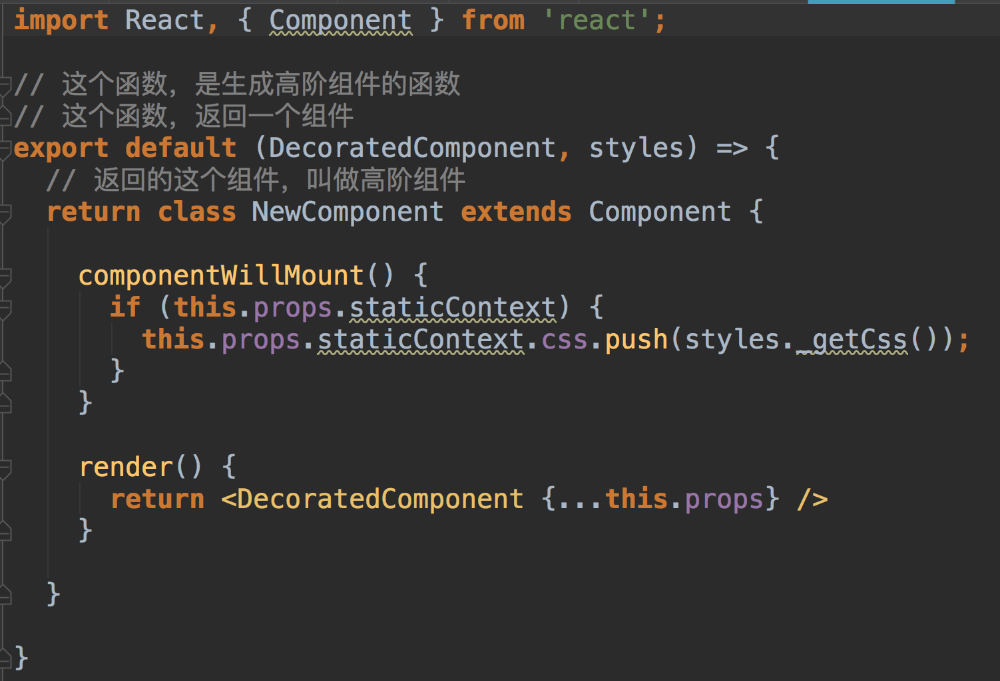 import React, { Component } from 'react';
// 这个函数，是生成高阶组件的函数
// 这个函数，返回一个组件
export default (DecoratedComponent, styles) => {
// 返回的这个组件，叫做高阶组件
return class NewComponent extends Component {
componentWillMount() {
if (this.props.staticContext) {
this.props.staticContext.css.push(styles._getCss());
}
}
render() {
return <DecoratedComponent {...this.props} />
}
}
}